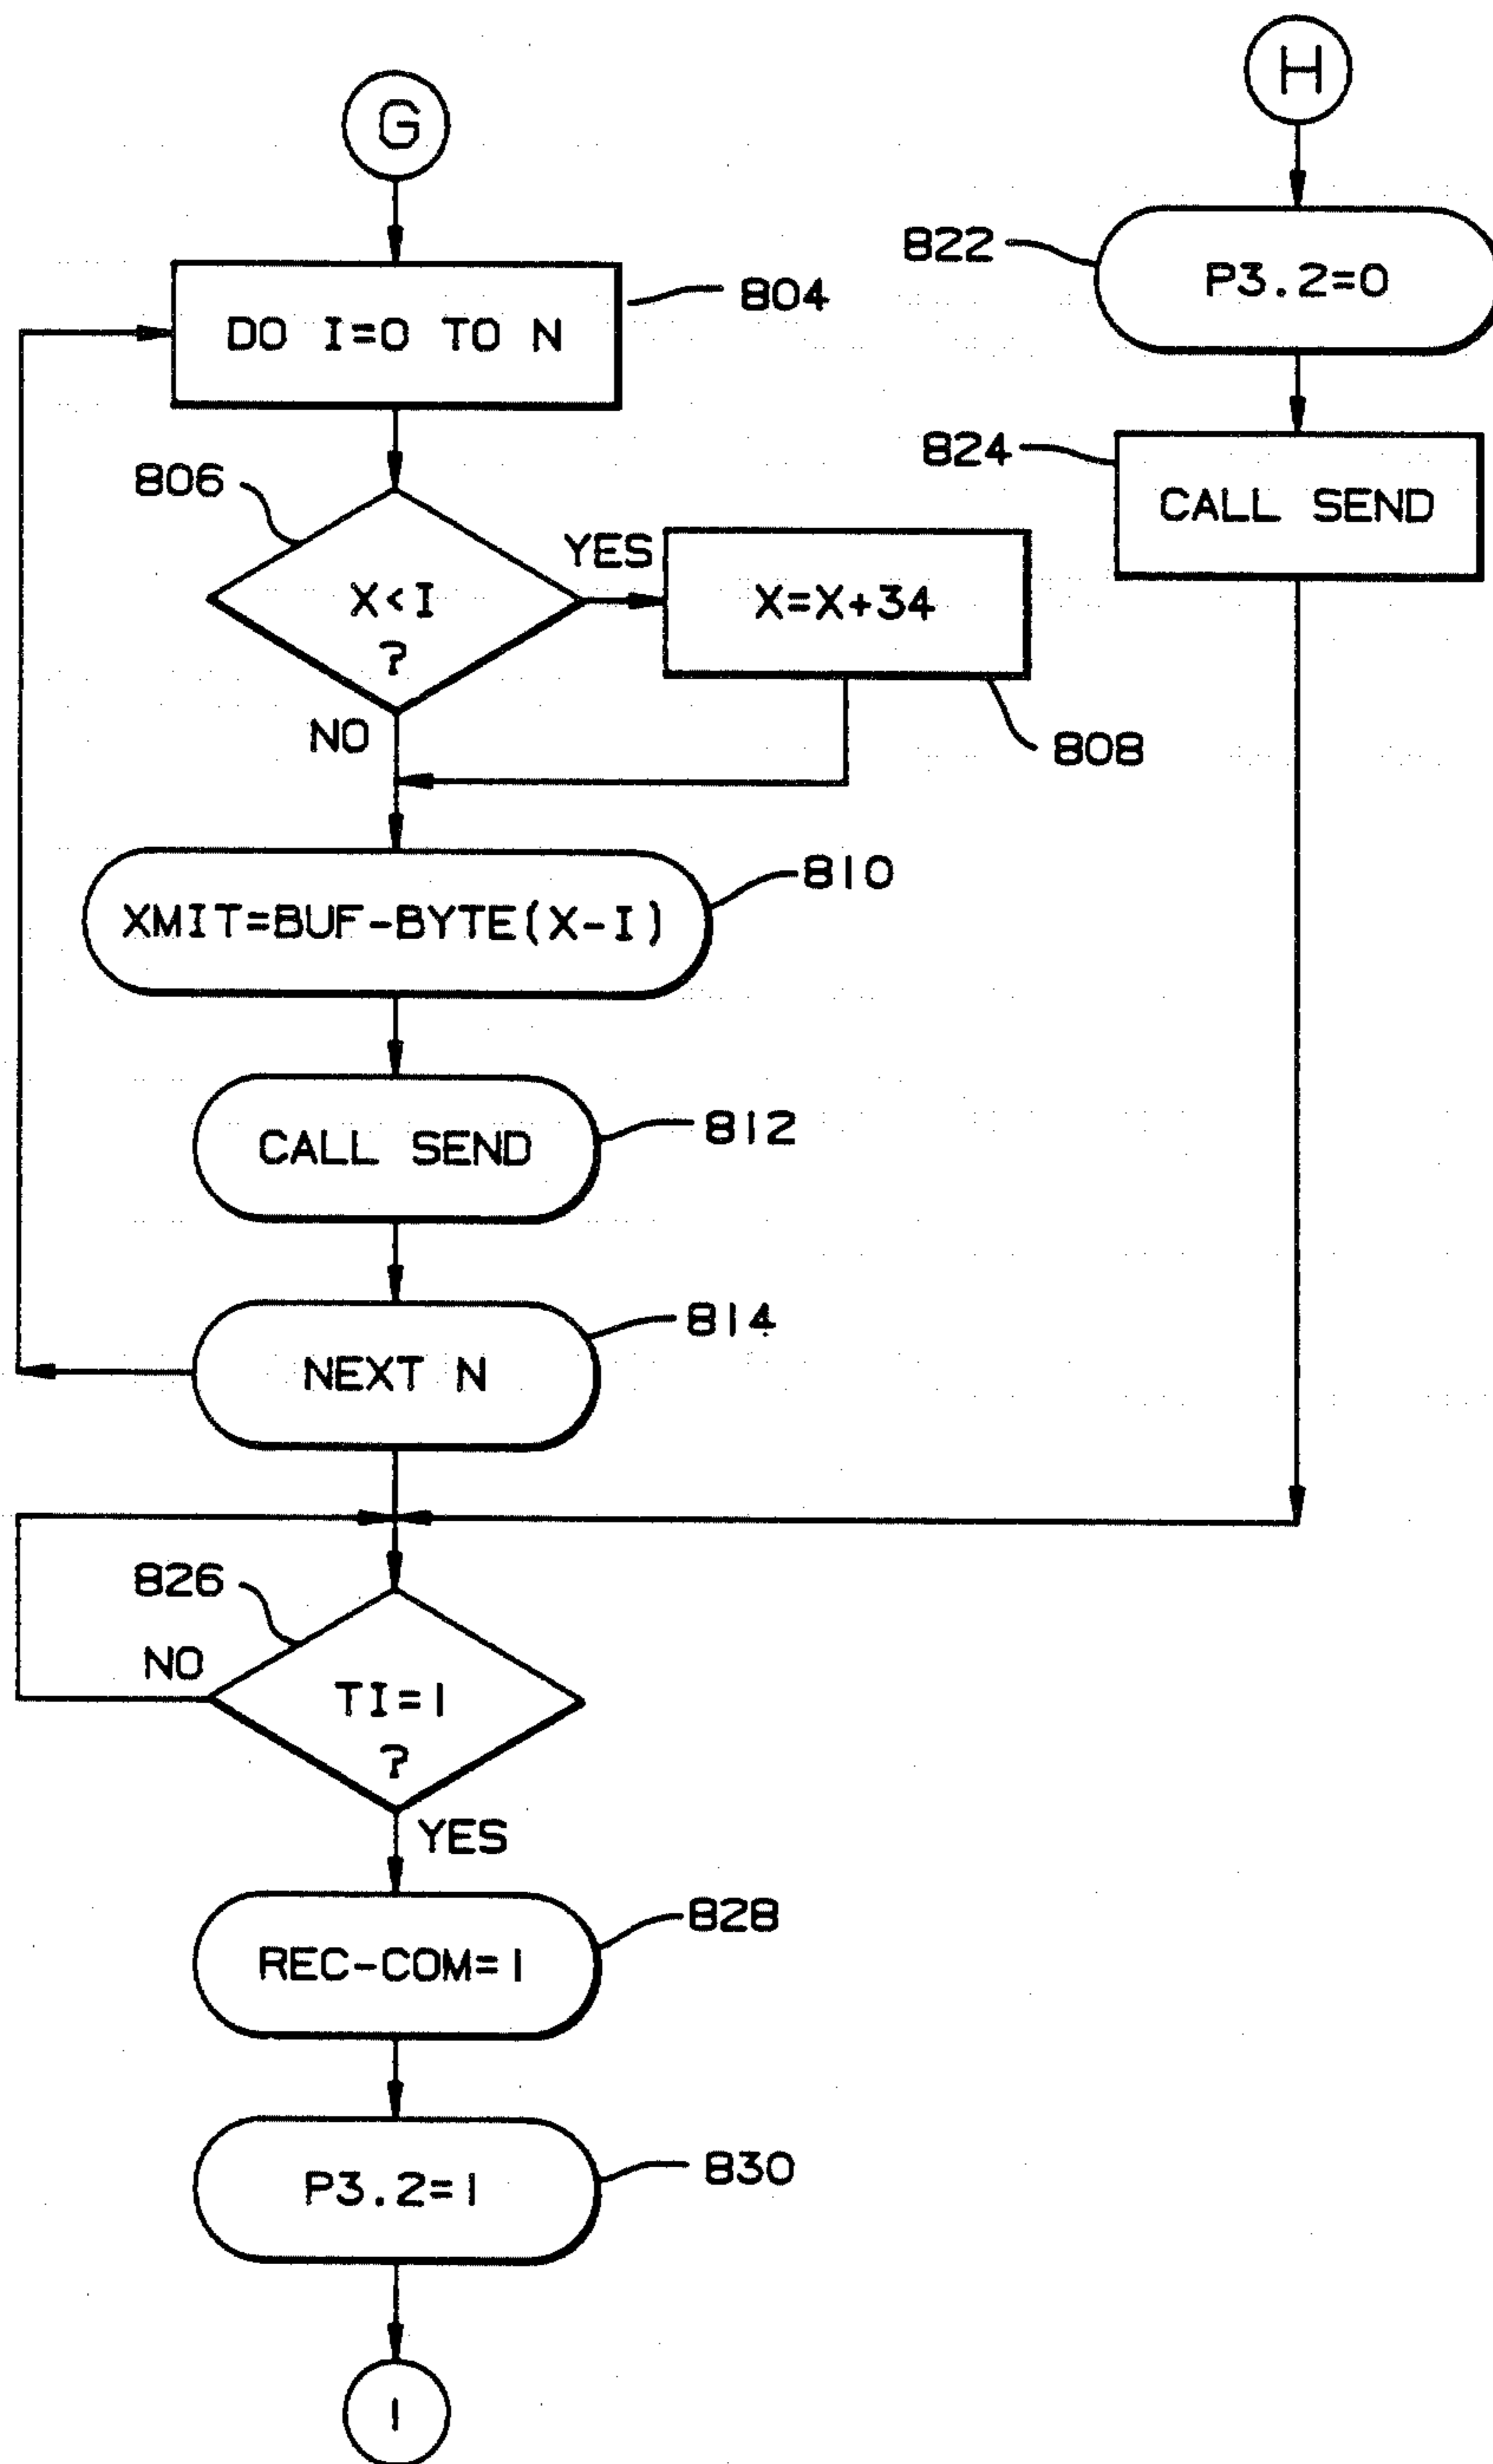 G
DO I=0 TO N
804
806
X<I
?
YES
X=X+34
NO
808
XMIT=BUF-BYTE(X-I)
810
CALL SEND
812
NEXT N
814
H
822
P3.2=0
824
CALL SEND
826
NO
TI=1
?
YES
REC-COM=1
828
P3.2=1
830
I